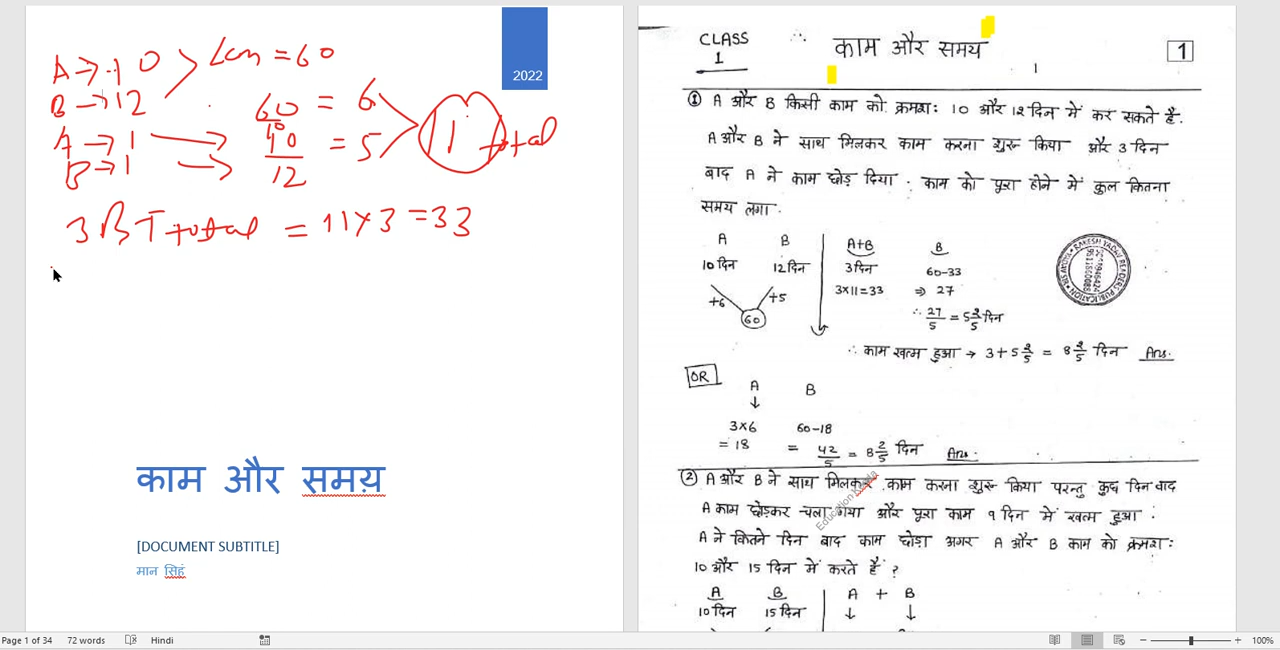 A → 10
B → 12
Lcm = 60
A → 1 → 60/10 = 6
B → 1 → 60/12 = 5
11 total
3 total = 11×3 = 33
2022
काम और समय़
[DOCUMENT SUBTITLE]
मान सिहं
CLASS
1
∴ काम और समय
1
① A और B किसी काम को क्रमशः 10 और 12 दिन में कर सकते है.
A और B ने साथ मिलकर काम करना शुरु किया और 3 दिन
बाद A ने काम छोड़ दिया. काम को पूरा होने में कुल कितना
समय लगा.
A B
10 दिन 12 दिन
+6 +5
60
A+B B
3 दिन 60-33
3×11=33 ⇒ 27
∴ 27/5 = 5 2/5 दिन
∴ काम खत्म हुआ → 3+5 2/5 = 8 2/5 दिन Ans.
OR
A B
↓
3×6 60-18
= 18 = 42/5 = 8 2/5 दिन Ans.
② A और B ने साथ मिलकर काम करना शुरु किया परन्तु कुछ दिन बाद
A काम छोड़कर चला गया और पूरा काम 9 दिन में खत्म हुआ.
A ने कितने दिन बाद काम छोड़ा अगर A और B काम को क्रमशः
10 और 15 दिन में करते है ?
A B A + B
10 दिन 15 दिन ↓ ↓
Page 1 of 34 72 words Hindi 100%